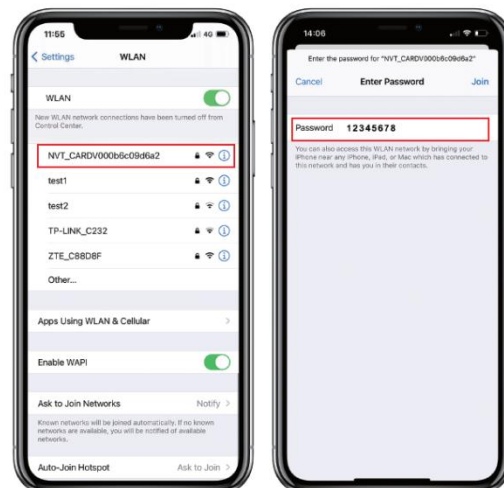 11:55
4G
Settings
WLAN
WLAN
New WLAN network connections have been turned off from
Control Center.
NVT_CARDV000b6c09d6a2
test1
test2
TP-LINK_C232
ZTE_C88D8F
Other...
Apps Using WLAN & Cellular
Enable WAPI
Ask to Join Networks
Notify
Known networks will be joined automatically. If no known
networks are available, you will be notified of available
networks.
Auto-Join Hotspot
Ask to Join
14:06
Enter the password for "NVT_CARDV000b6c09d6a2"
Cancel
Enter Password
Join
Password 12345678
You can also access this WLAN network by bringing your
iPhone near any iPhone, iPad, or Mac which has connected to
this network and has you in their contacts.